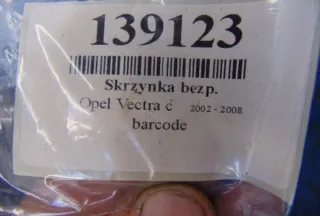 139123
Skrzynka bezp.
Opel Vectra c 2002 - 2008
barcode